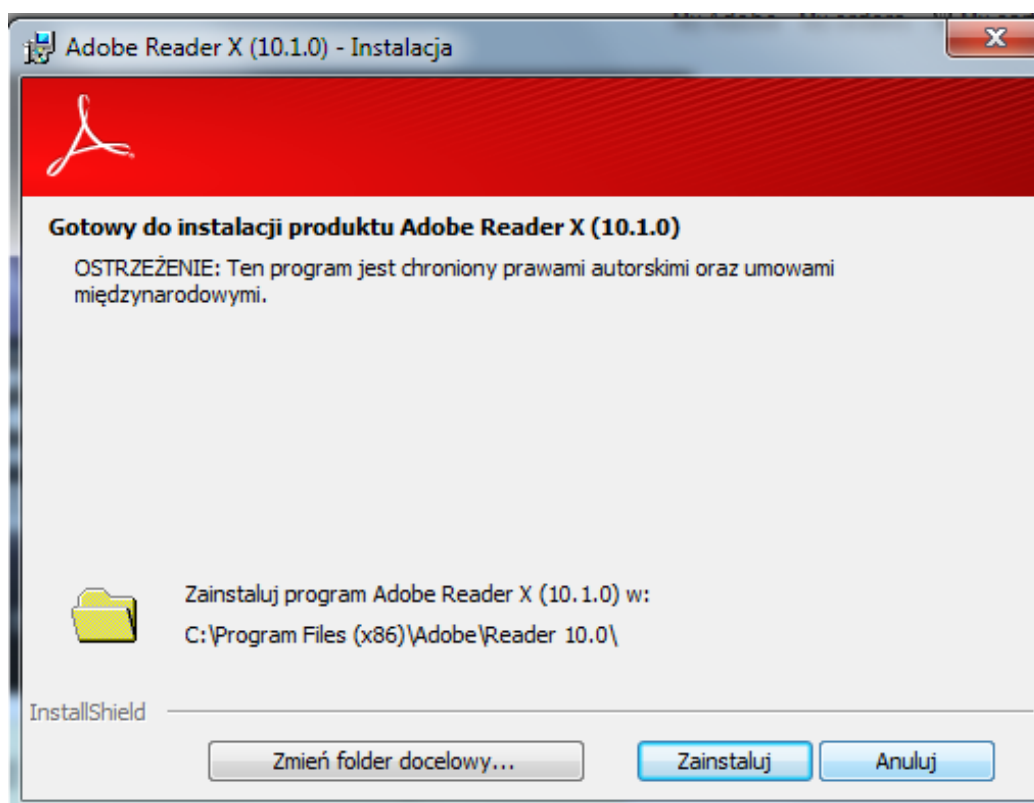 Adobe Reader X (10.1.0) - Instalacja
Gotowy do instalacji produktu Adobe Reader X (10.1.0)
OSTRZEŻENIE: Ten program jest chroniony prawami autorskimi oraz umowami
międzynarodowymi.
Zainstaluj program Adobe Reader X (10.1.0) w:
C:\Program Files (x86)\Adobe\Reader 10.0\
InstallShield
Zmień folder docelowy...
Zainstaluj
Anuluj